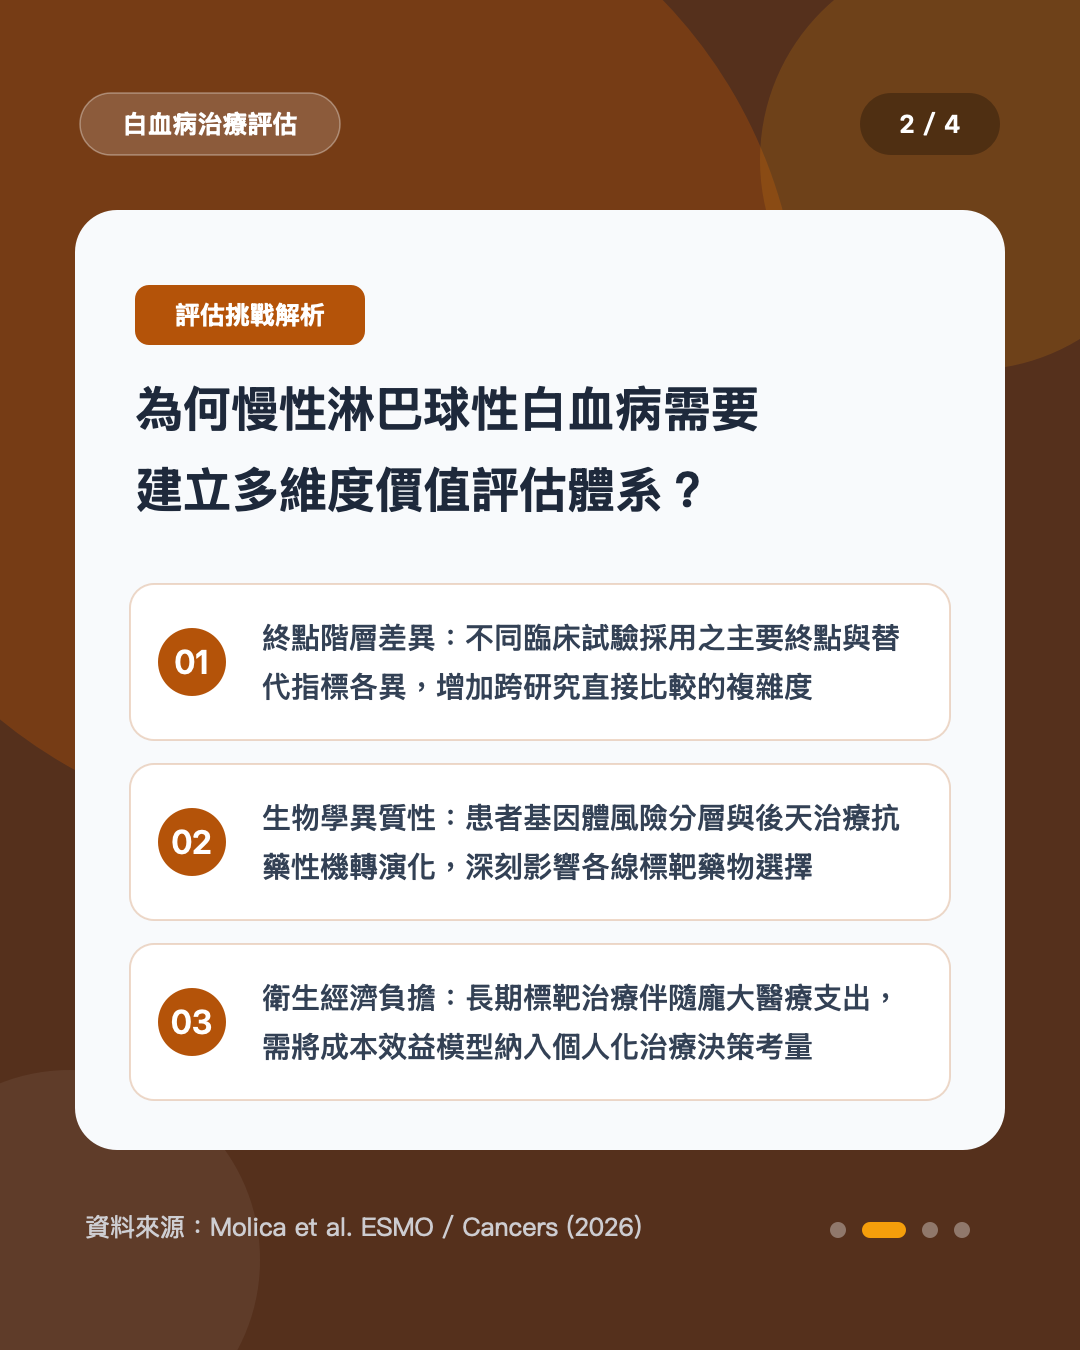 白血病治療評估
2 / 4
評估挑戰解析
為何慢性淋巴球性白血病需要
建立多維度價值評估體系？
01
終點階層差異：不同臨床試驗採用之主要終點與替
代指標各異，增加跨研究直接比較的複雜度
02
生物學異質性：患者基因體風險分層與後天治療抗
藥性機轉演化，深刻影響各線標靶藥物選擇
03
衛生經濟負擔：長期標靶治療伴隨龐大醫療支出，
需將成本效益模型納入個人化治療決策考量
資料來源：Molica et al. ESMO / Cancers (2026)